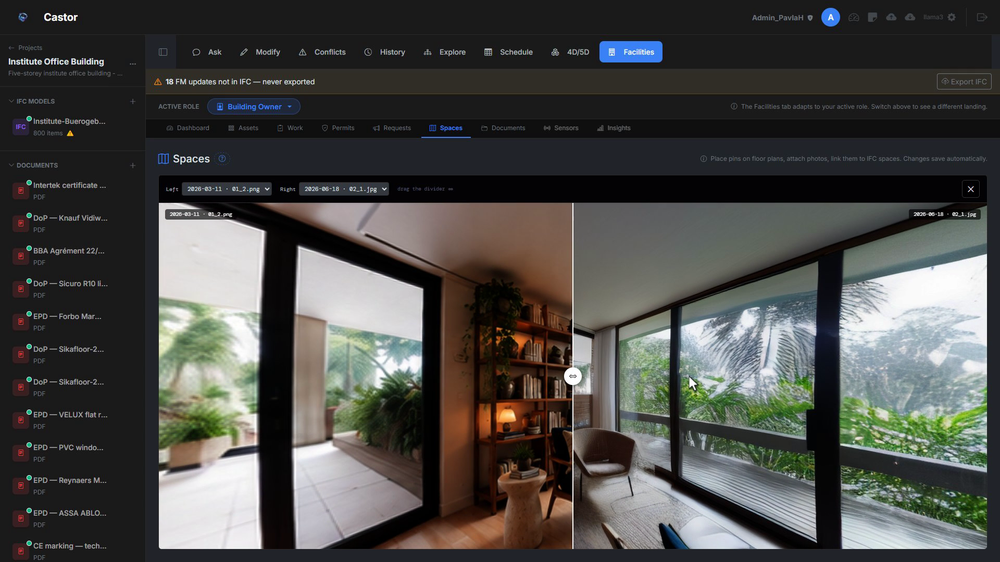 Castor
Admin_PavlaH
A
llama3
Projects
Institute Office Building
...
Five-storey institute office building - ...
Ask
Modify
Conflicts
History
Explore
Schedule
4D/5D
Facilities
18 FM updates not in IFC — never exported
Export IFC
ACTIVE ROLE
Building Owner
The Facilities tab adapts to your active role. Switch above to see a different landing.
Dashboard
Assets
Work
Permits
Requests
Spaces
Documents
Sensors
Insights
IFC MODELS
IFC
Institute-Buerogeb...
800 items
DOCUMENTS
Intertek certificate ...
PDF
DoP — Knauf Vidiw...
PDF
BBA Agrément 22/...
PDF
DoP — Sicuro R10 li...
PDF
EPD — Forbo Mar...
PDF
DoP — Sikafloor-2...
PDF
DoP — Sikafloor-2...
PDF
EPD — VELUX flat r...
PDF
EPD — PVC windo...
PDF
EPD — Reynaers M...
PDF
EPD — ASSA ABLO...
PDF
CE marking — tech...
PDF
Spaces
Place pins on floor plans, attach photos, link them to IFC spaces. Changes save automatically.
Left
2026-03-11 · 01_2.png
Right
2026-06-18 · 02_1.jpg
drag the divider ⇔
2026-03-11 · 01_2.png
2026-06-18 · 02_1.jpg